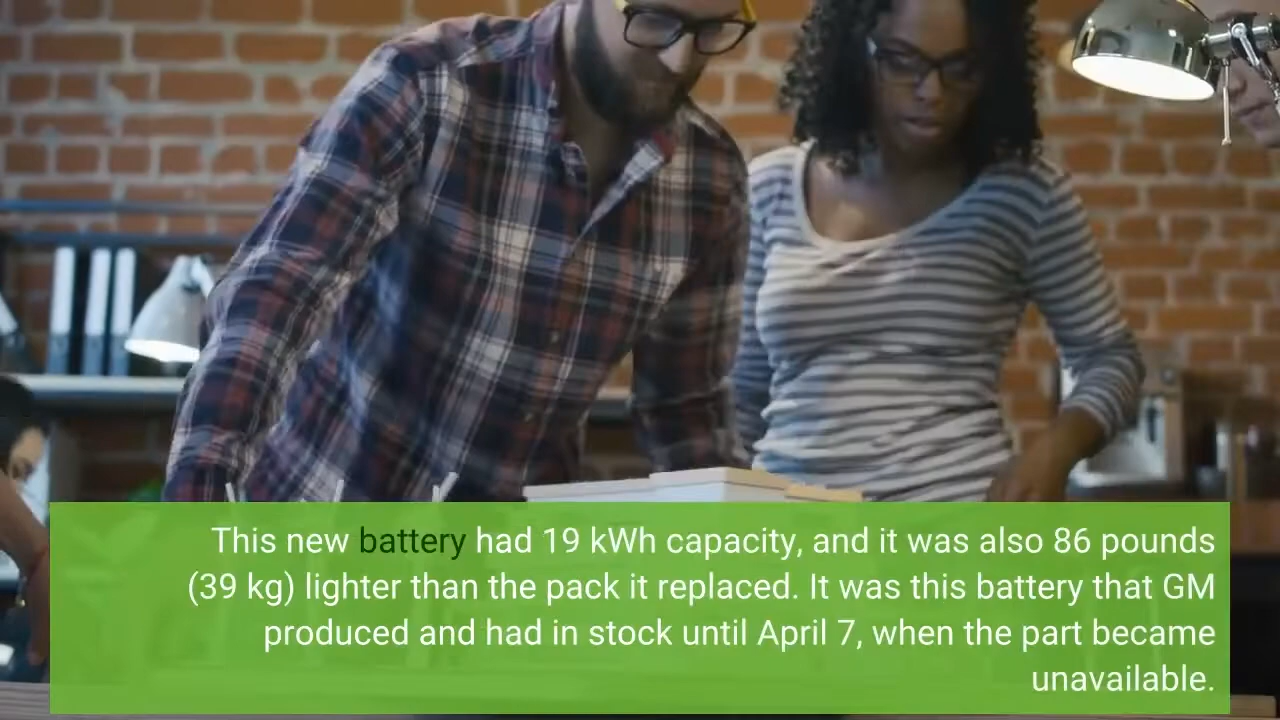 This new battery had 19 kWh capacity, and it was also 86 pounds
(39 kg) lighter than the pack it replaced. It was this battery that GM
produced and had in stock until April 7, when the part became
unavailable.